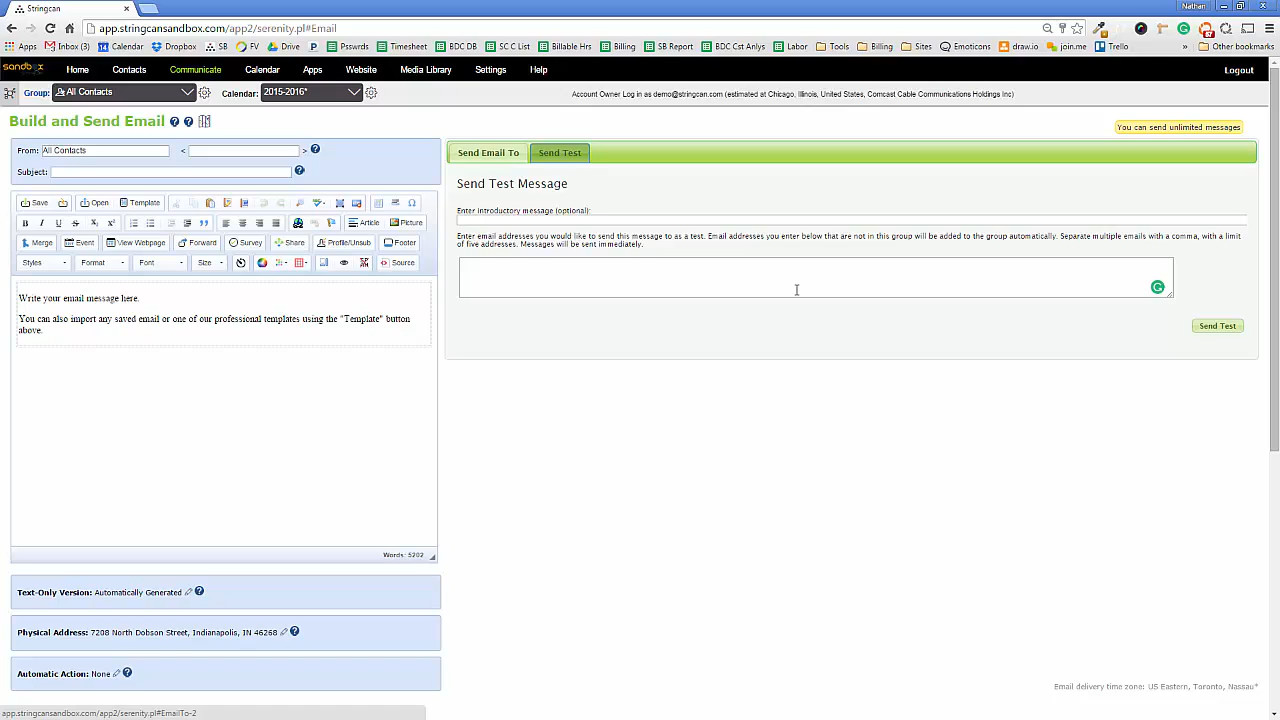 Stringcan
Nathan
app.stringcansandbox.com/app2/serenity.pl#Email
Apps Inbox (3) Calendar Dropbox SB FV Drive Psswrds Timesheet BDC DB SC C List Billable Hrs Billing SB Report BDC Cst Anlys Labor Tools Billing Sites Emoticons draw.io join.me Trello » Other bookmarks
sandbox Home Contacts Communicate Calendar Apps Website Media Library Settings Help Logout
Group: All Contacts Calendar: 2015-2016* Account Owner Log in as demo@stringcan.com (estimated at Chicago, Illinois, United States, Comcast Cable Communications Holdings Inc)
Build and Send Email
You can send unlimited messages
From: All Contacts < >
Subject:
Send Email To Send Test
Send Test Message
Enter introductory message (optional):
Enter email addresses you would like to send this message to as a test. Email addresses you enter below that are not in this group will be added to the group automatically. Separate multiple emails with a comma, with a limit
of five addresses. Messages will be sent immediately.
Send Test
Save Open Template
B I U S X₂ X² Article Picture
Merge Event View Webpage Forward Survey Share Profile/Unsub Footer
Styles Format Font Size Source
Write your email message here.
You can also import any saved email or one of our professional templates using the "Template" button
above.
Words: 5202
Text-Only Version: Automatically Generated
Physical Address: 7208 North Dobson Street, Indianapolis, IN 46268
Automatic Action: None
Email delivery time zone: US Eastern, Toronto, Nassau*
app.stringcansandbox.com/app2/serenity.pl#EmailTo-2